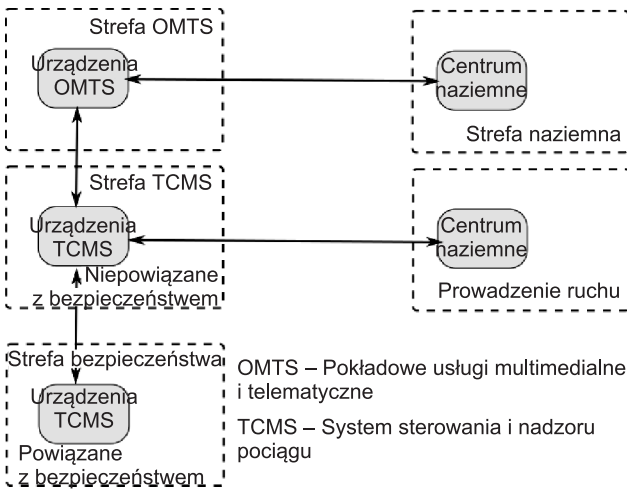 Strefa OMTS
Urządzenia
OMTS
Centrum
naziemne
Strefa naziemna
Strefa TCMS
Urządzenia
TCMS
Niepowiązane
z bezpieczeństwem
Centrum
naziemne
Prowadzenie ruchu
Strefa bezpieczeństwa
Urządzenia
TCMS
Powiązane
z bezpieczeństwem
OMTS – Pokładowe usługi multimedialne
i telematyczne
TCMS – System sterowania i nadzoru
pociągu